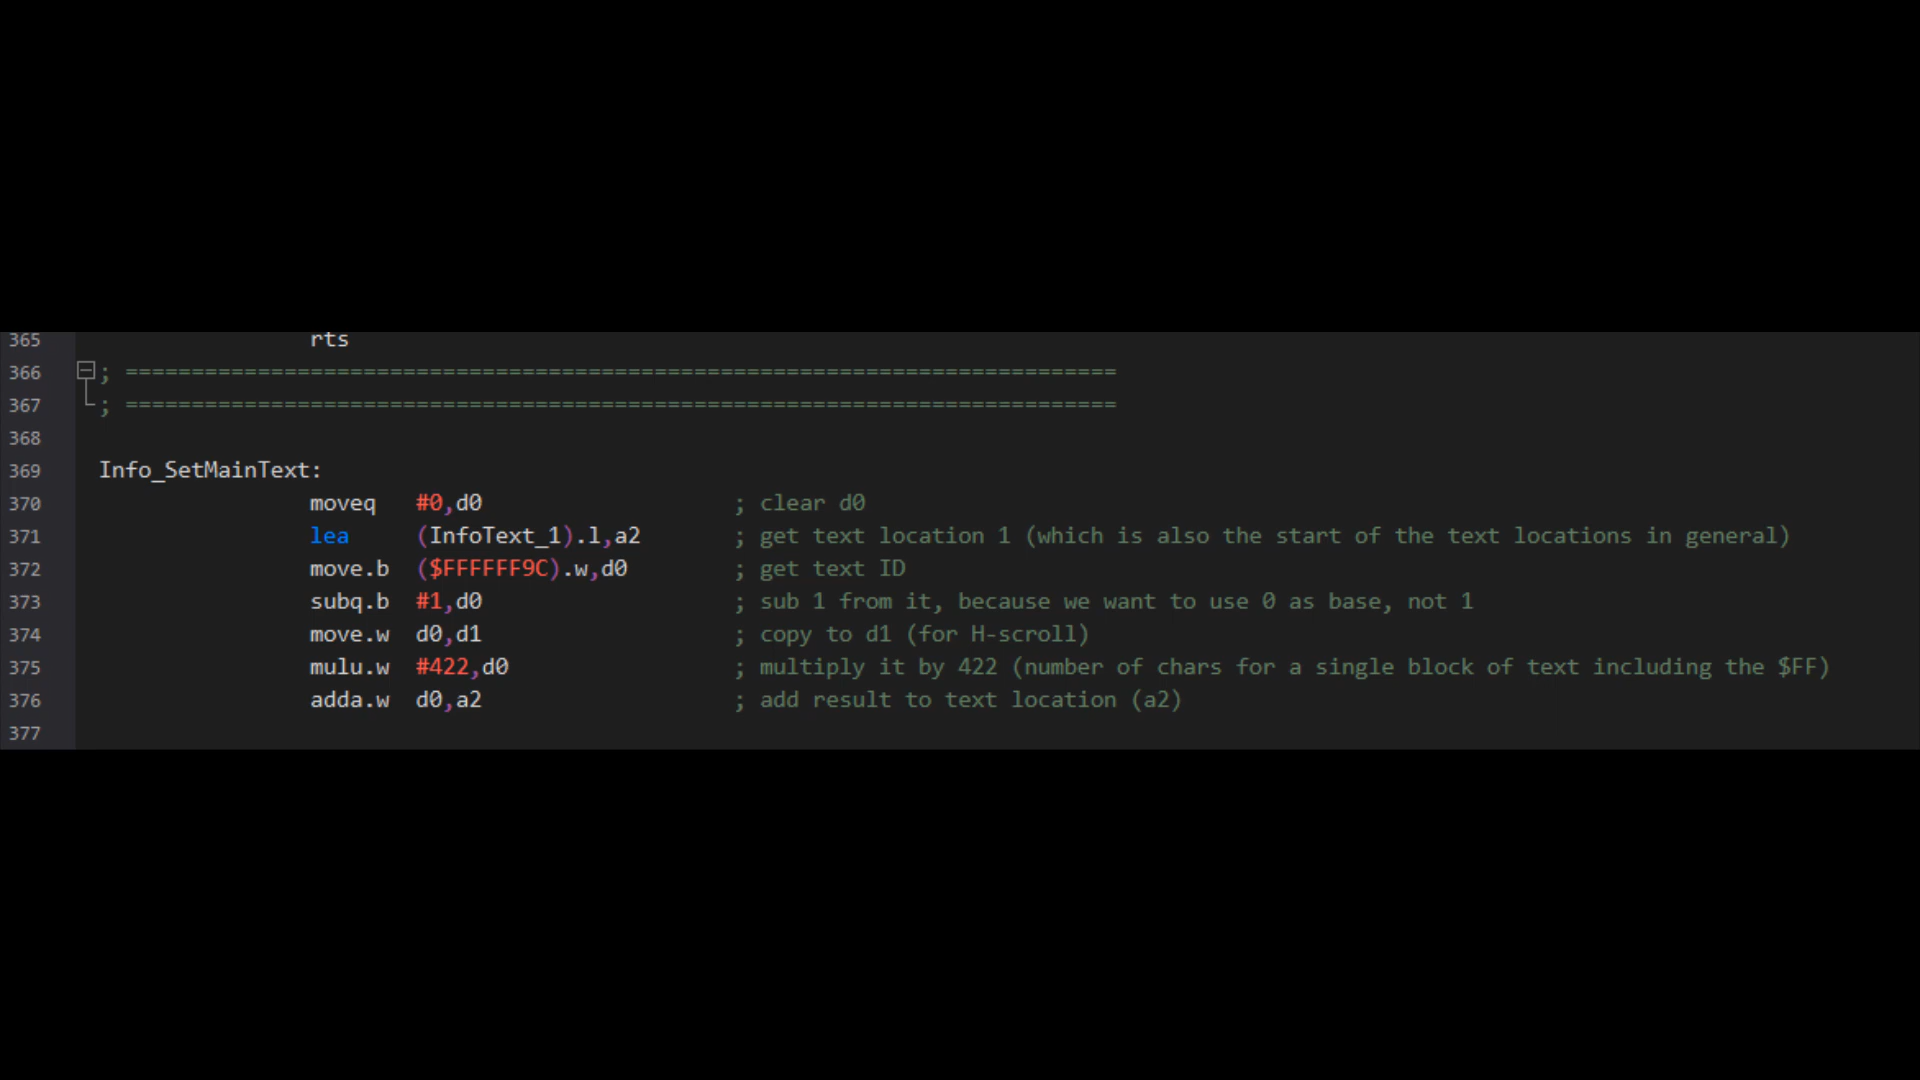 365 rts
366 ; ===========================================================================
367 ; ===========================================================================
368
369 Info_SetMainText:
370 moveq #0,d0 ; clear d0
371 lea (InfoText_1).l,a2 ; get text location 1 (which is also the start of the text locations in general)
372 move.b ($FFFFFF9C).w,d0 ; get text ID
373 subq.b #1,d0 ; sub 1 from it, because we want to use 0 as base, not 1
374 move.w d0,d1 ; copy to d1 (for H-scroll)
375 mulu.w #422,d0 ; multiply it by 422 (number of chars for a single block of text including the $FF)
376 adda.w d0,a2 ; add result to text location (a2)
377